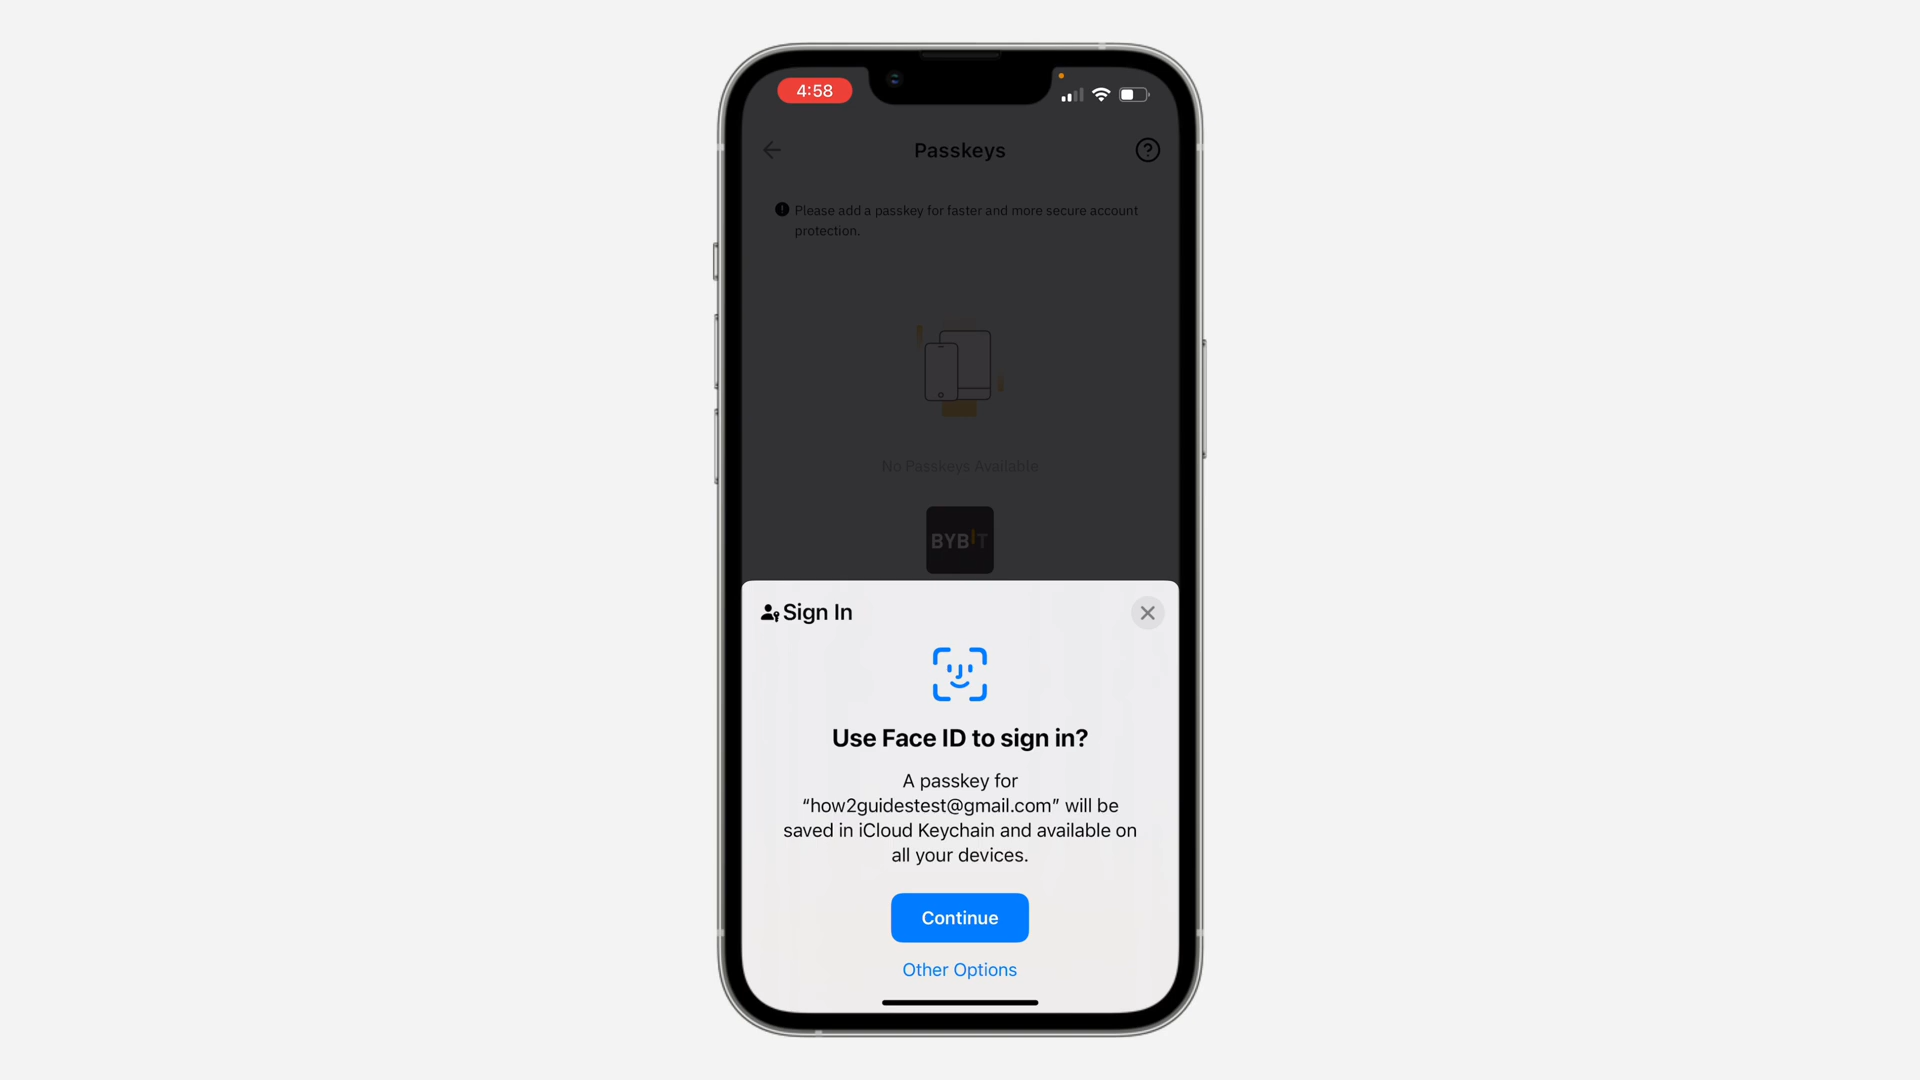 4:58
Passkeys
Please add a passkey for faster and more secure account
protection.
No Passkeys Available
BYBIT
Sign In
Use Face ID to sign in?
A passkey for
“how2guidestest@gmail.com” will be
saved in iCloud Keychain and available on
all your devices.
Continue
Other Options